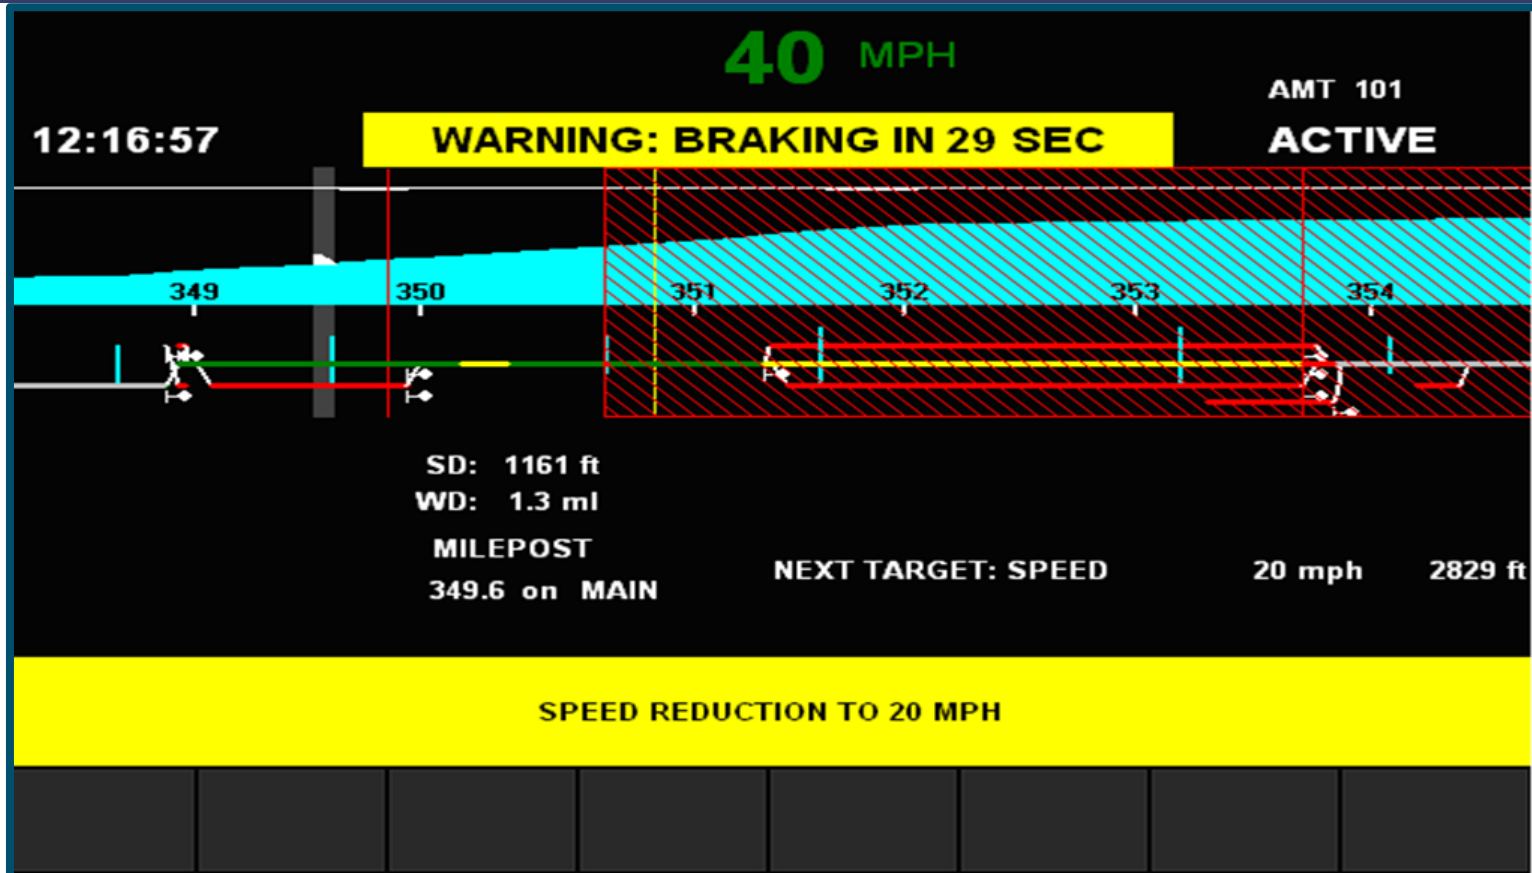 40 MPH
AMT 101
12:16:57
WARNING: BRAKING IN 29 SEC
ACTIVE
349 350 351 352 353 354
SD: 1161 ft
WD: 1.3 ml
MILEPOST
349.6 on MAIN
NEXT TARGET: SPEED 20 mph 2829 ft
SPEED REDUCTION TO 20 MPH